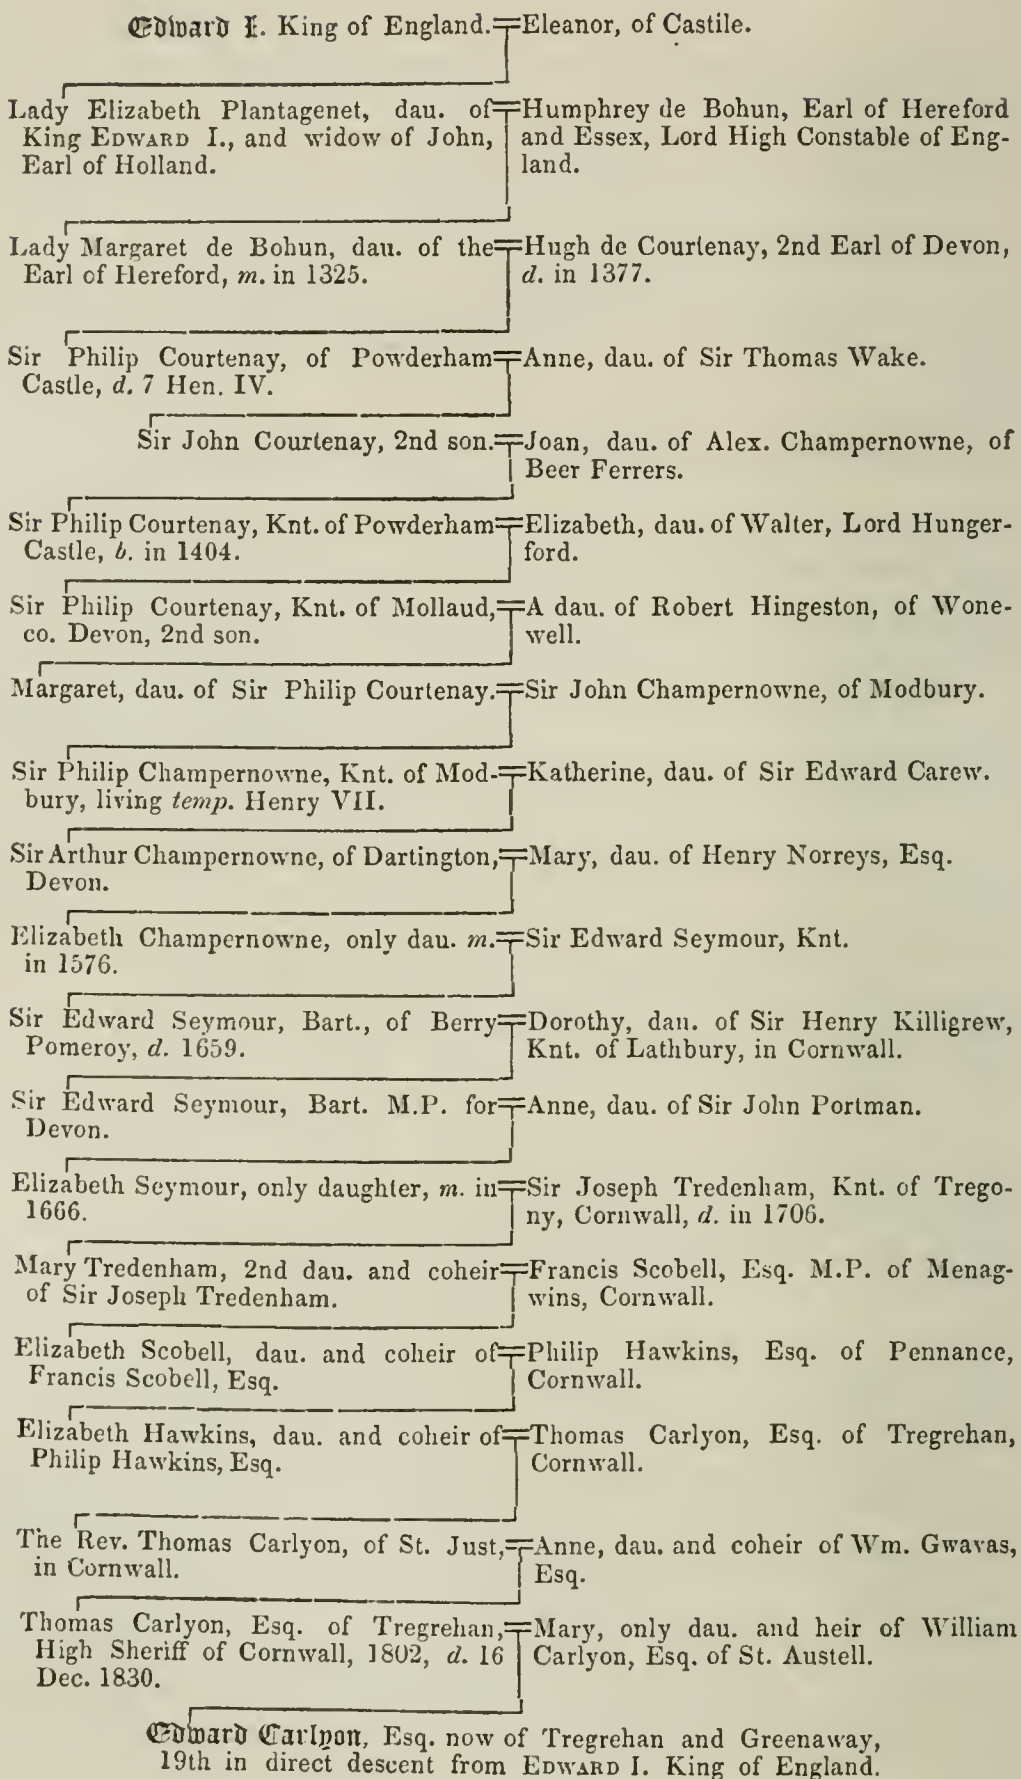 Edward I. King of England.
Eleanor, of Castile.
Lady Elizabeth Plantagenet, dau. of
King EDWARD I., and widow of John,
Earl of Holland.
Humphrey de Bohun, Earl of Hereford
and Essex, Lord High Constable of Eng-
land.
Lady Margaret de Bohun, dau. of the
Earl of Hereford, m. in 1325.
Hugh de Courtenay, 2nd Earl of Devon,
d. in 1377.
Sir Philip Courtenay, of Powderham
Castle, d. 7 Hen. IV.
Anne, dau. of Sir Thomas Wake.
Sir John Courtenay, 2nd son.
Joan, dau. of Alex. Champernowne, of
Beer Ferrers.
Sir Philip Courtenay, Knt. of Powderham
Castle, b. in 1404.
Elizabeth, dau. of Walter, Lord Hunger-
ford.
Sir Philip Courtenay, Knt. of Mollaud,
co. Devon, 2nd son.
A dau. of Robert Hingeston, of Wone-
well.
Margaret, dau. of Sir Philip Courtenay.
Sir John Champernowne, of Modbury.
Sir Philip Champernowne, Knt. of Mod-
bury, living temp. Henry VII.
Katherine, dau. of Sir Edward Carew.
Sir Arthur Champernowne, of Dartington,
Devon.
Mary, dau. of Henry Norreys, Esq.
Elizabeth Champernowne, only dau. m.
in 1576.
Sir Edward Seymour, Knt.
Sir Edward Seymour, Bart., of Berry
Pomeroy, d. 1659.
Dorothy, dau. of Sir Henry Killigrew,
Knt. of Lathbury, in Cornwall.
Sir Edward Seymour, Bart. M.P. for
Devon.
Anne, dau. of Sir John Portman.
Elizabeth Seymour, only daughter, m. in
1666.
Sir Joseph Tredenham, Knt. of Trego-
ny, Cornwall, d. in 1706.
Mary Tredenham, 2nd dau. and coheir
of Sir Joseph Tredenham.
Francis Scobell, Esq. M.P. of Menag-
wins, Cornwall.
Elizabeth Scobell, dau. and coheir of
Francis Scobell, Esq.
Philip Hawkins, Esq. of Pennance,
Cornwall.
Elizabeth Hawkins, dau. and coheir of
Philip Hawkins, Esq.
Thomas Carlyon, Esq. of Tregrehan,
Cornwall.
The Rev. Thomas Carlyon, of St. Just,
in Cornwall.
Anne, dau. and coheir of Wm. Gwavas,
Esq.
Thomas Carlyon, Esq. of Tregrehan,
High Sheriff of Cornwall, 1802, d. 16
Dec. 1830.
Mary, only dau. and heir of William
Carlyon, Esq. of St. Austell.
Edward Carlyon, Esq. now of Tregrehan and Greenaway,
19th in direct descent from EDWARD I. King of England.